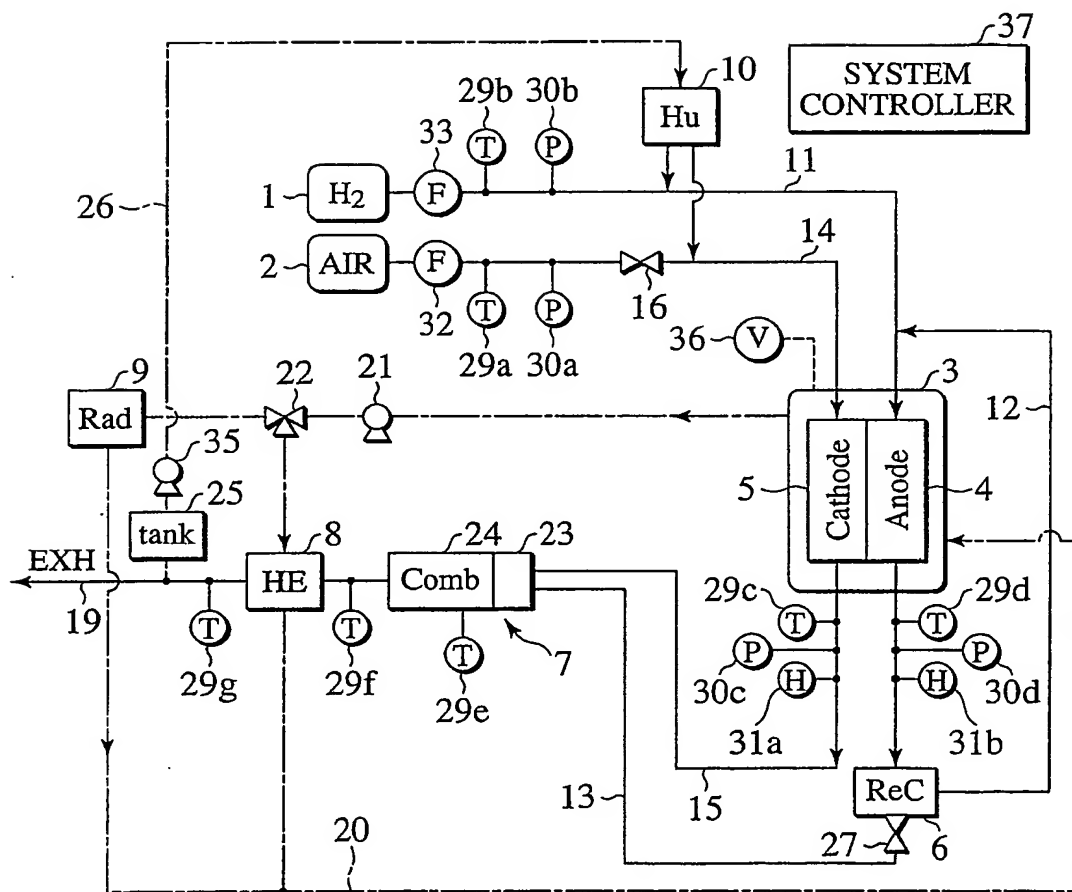 37
SYSTEM
CONTROLLER
10
Hu
29b
30b
T
P
33
11
1
H2
F
26
14
2
AIR
F
16
32
T
P
29a
30a
36
V
9
22
21
3
Rad
12
35
5
Cathode
Anode
4
25
tank
8
24
23
EXH
HE
Comb
19
29c
29d
T
T
T
T
7
P
P
29g
29f
T
30c
30d
29e
H
H
31a
31b
13
15
ReC
27
6
20